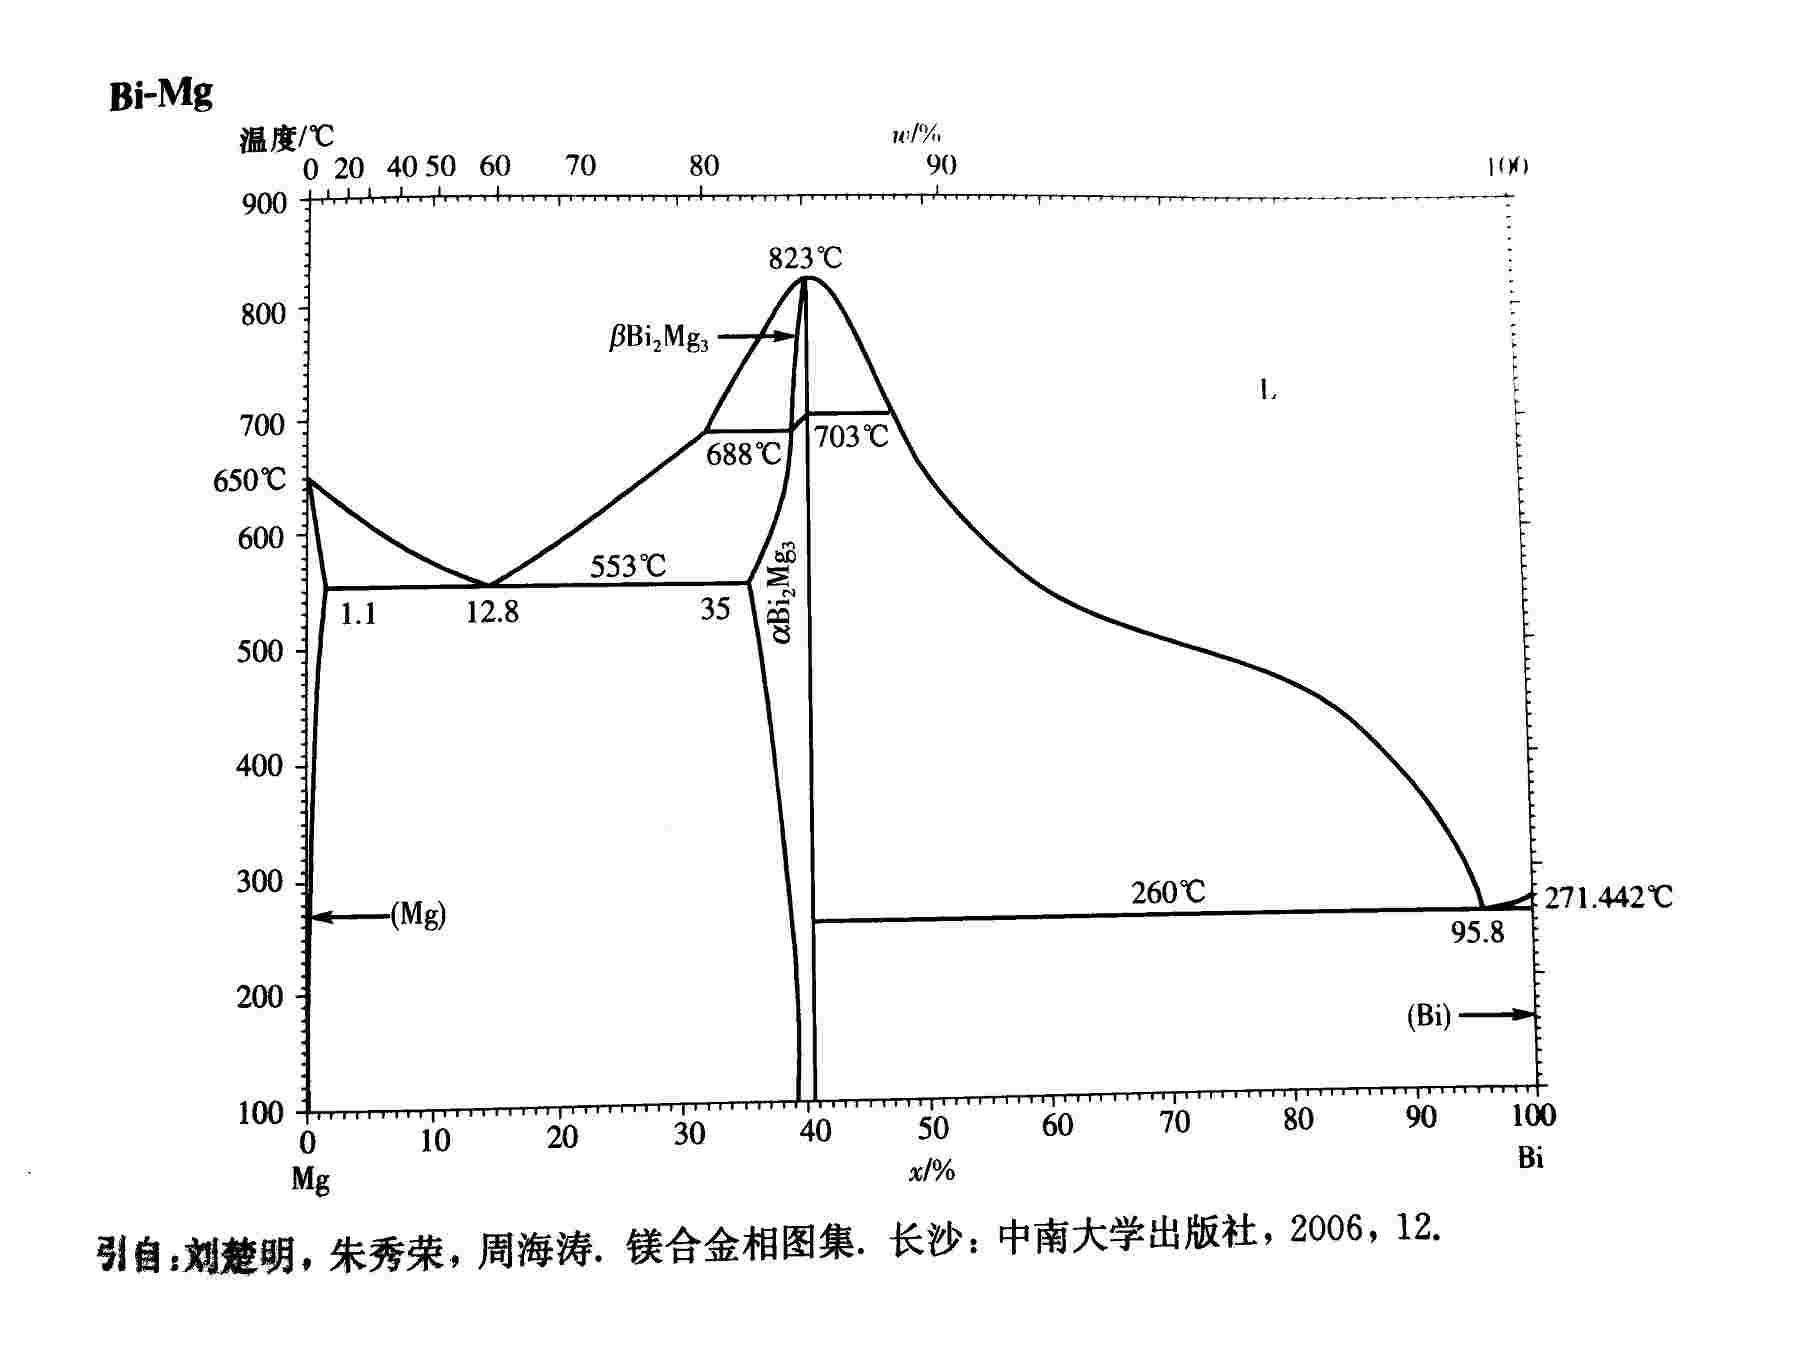 Bi-Mg
温度/℃
w/%
0 20 40 50 60 70 80 90 100
900
823℃
800
βBi₂Mg₃
L
700
688℃
703℃
650℃
600
553℃
1.1
12.8
35
αBi₂Mg₃
500
400
300
260℃
271.442℃
(Mg)
95.8
200
(Bi)
100
0 10 20 30 40 50 60 70 80 90 100
Mg
x/%
Bi
引自:刘楚明, 朱秀荣, 周海涛. 镁合金相图集. 长沙: 中南大学出版社, 2006, 12.